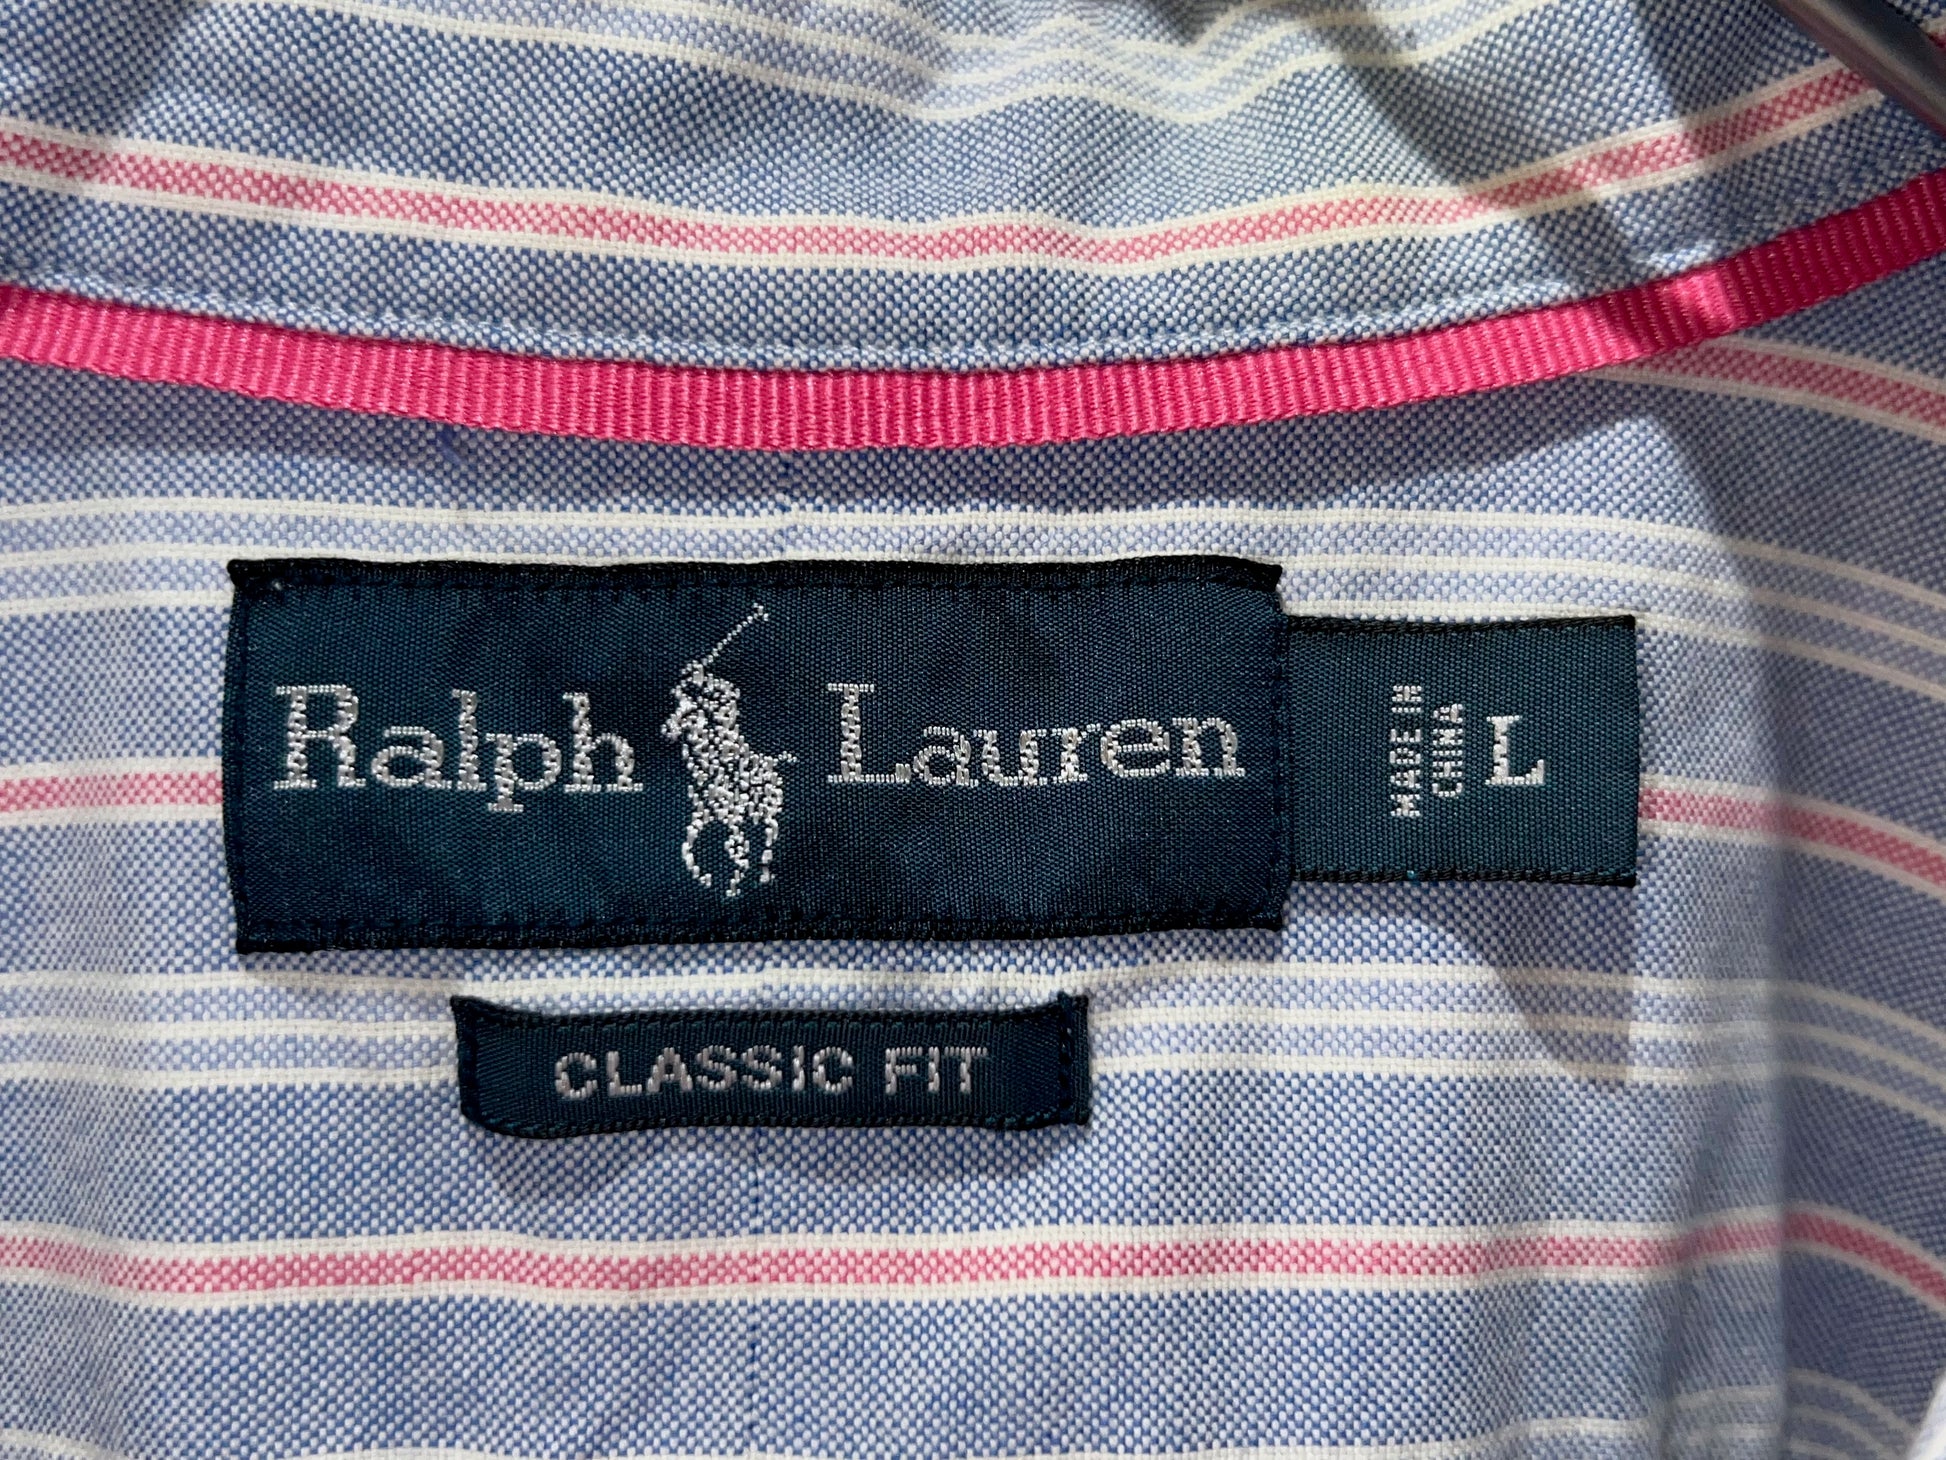 Ralph Lauren
MADE IN
CHINA
L
CLASSIC FIT